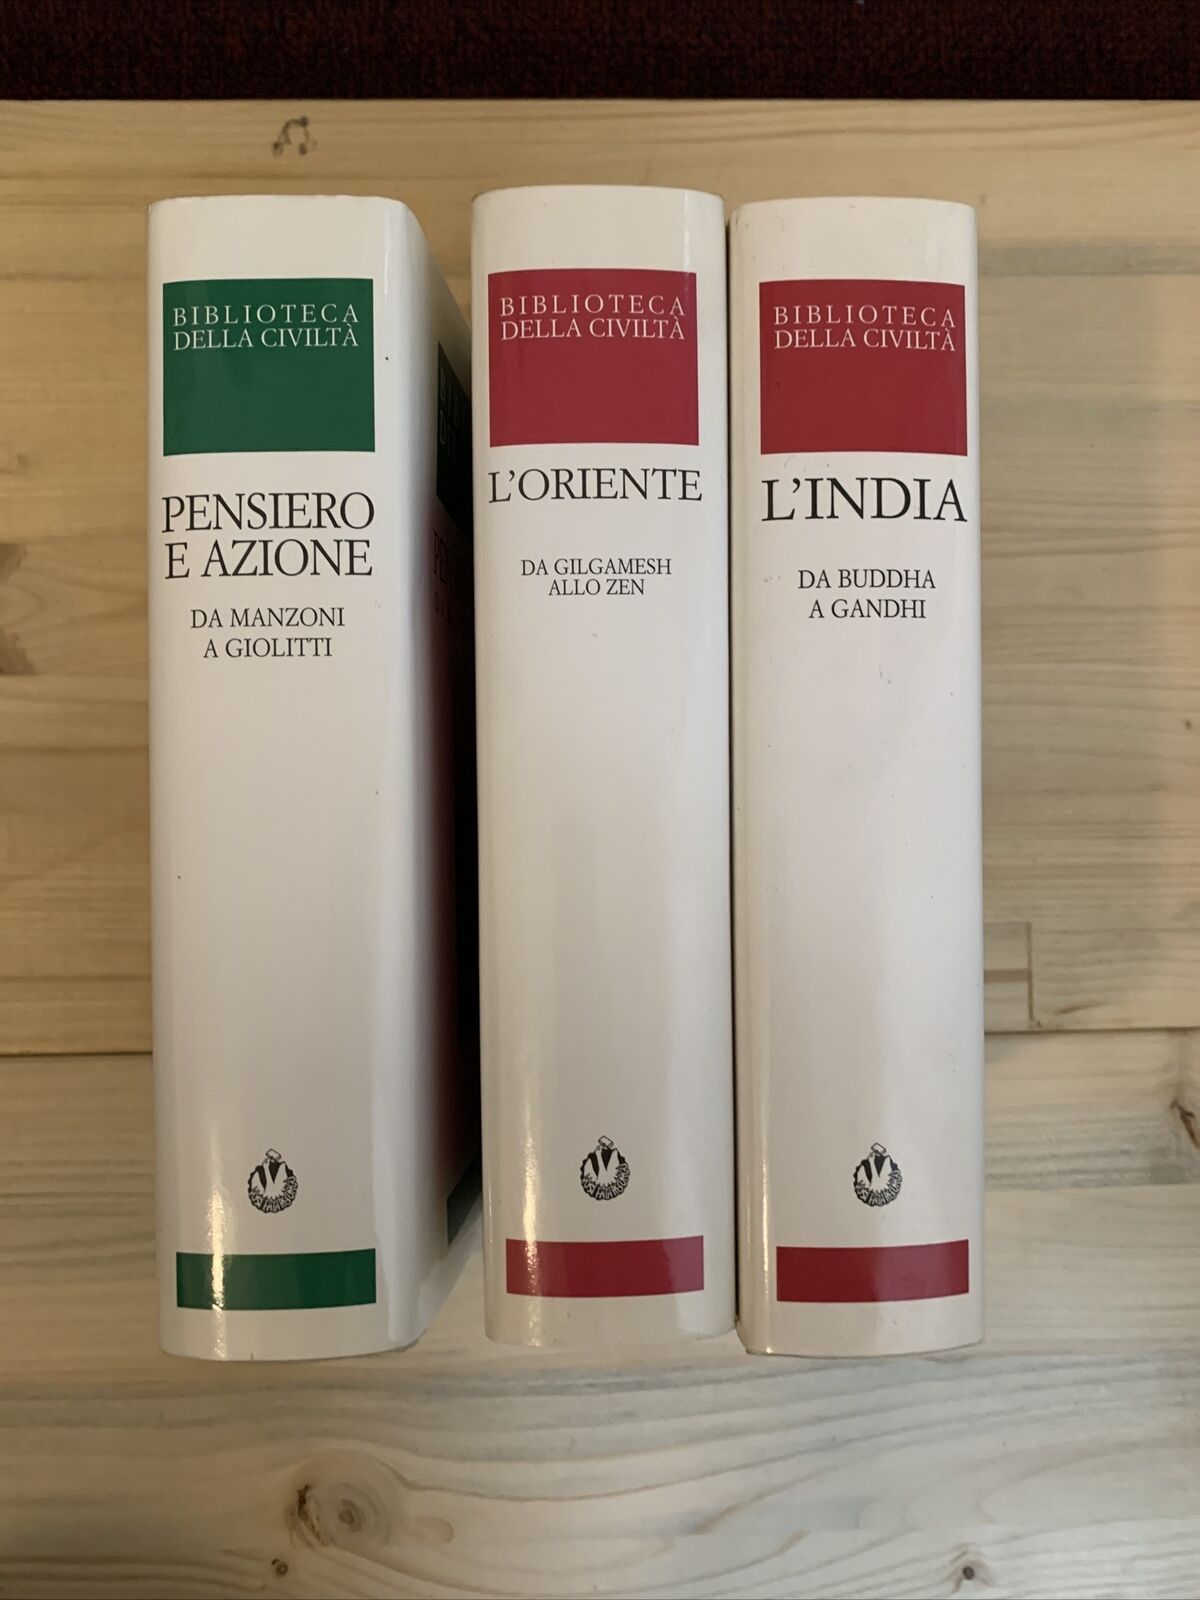 BIBLIOTECA
DELLA CIVILTÀ
PENSIERO
E AZIONE
DA MANZONI
A GIOLITTI
BIBLIOTECA
DELLA CIVILTÀ
L'ORIENTE
DA GILGAMESH
ALLO ZEN
BIBLIOTECA
DELLA CIVILTÀ
L'INDIA
DA BUDDHA
A GANDHI